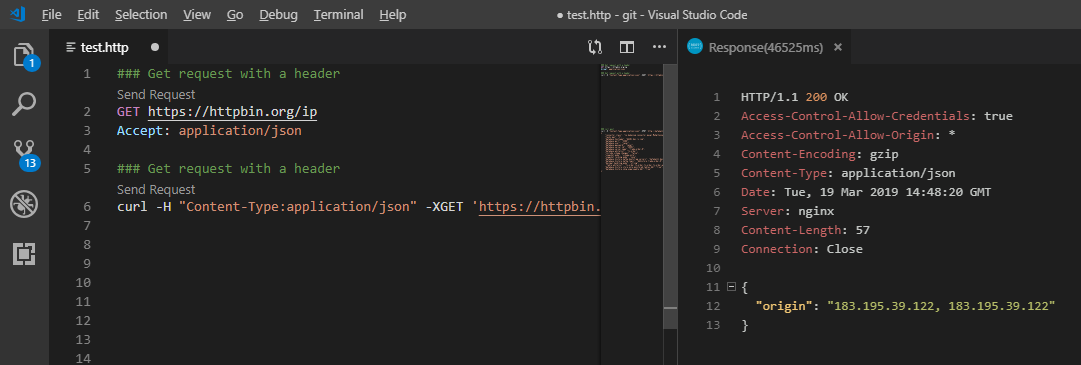 File Edit Selection View Go Debug Terminal Help ● test.http - git - Visual Studio Code
test.http ●
Response(46525ms) ×
1
13
1 ### Get request with a header
Send Request
2 GET https://httpbin.org/ip
3 Accept: application/json
4
5 ### Get request with a header
Send Request
6 curl -H "Content-Type:application/json" -XGET 'https://httpbin.
7
8
9
10
11
12
13
14
1 HTTP/1.1 200 OK
2 Access-Control-Allow-Credentials: true
3 Access-Control-Allow-Origin: *
4 Content-Encoding: gzip
5 Content-Type: application/json
6 Date: Tue, 19 Mar 2019 14:48:20 GMT
7 Server: nginx
8 Content-Length: 57
9 Connection: Close
10
11 {
12 "origin": "183.195.39.122, 183.195.39.122"
13 }